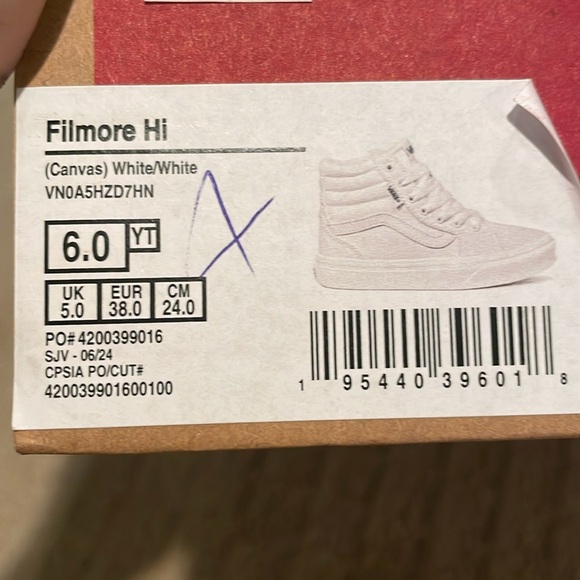 Filmore Hi
(Canvas) White/White
VN0A5HZD7HN
6.0 YT
UK EUR CM
5.0 38.0 24.0
PO# 4200399016
SJV - 06/24
CPSIA PO/CUT#
420039901600100
1 95440 39601 8